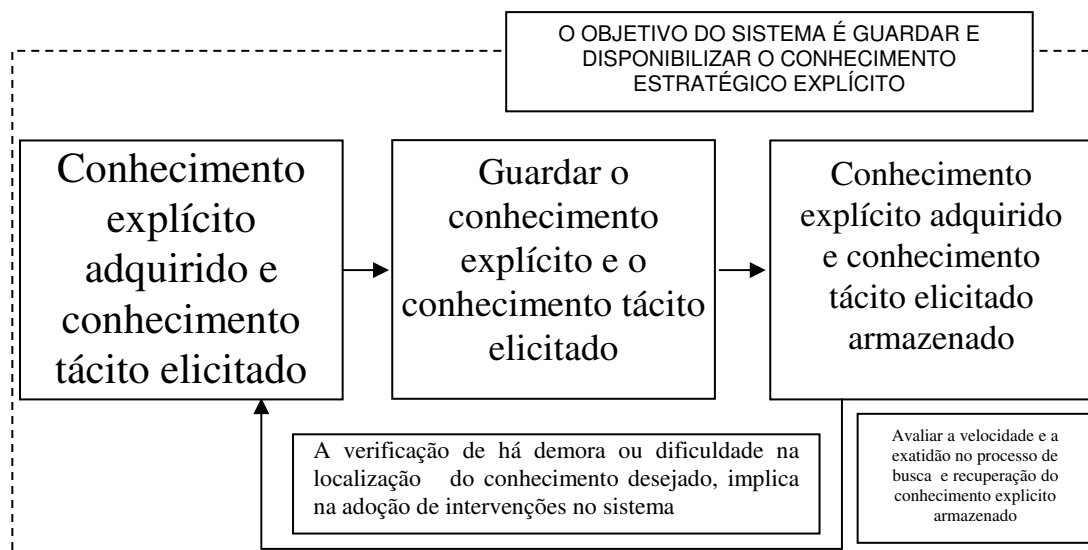 O OBJETIVO DO SISTEMA É GUARDAR E
DISPONIBILIZAR O CONHECIMENTO
ESTRATÉGICO EXPLÍCITO
Conhecimento
explícito
adquirido e
conhecimento
tácito elicitado
Guardar o
conhecimento
explícito e o
conhecimento tácito
elicitado
Conhecimento
explícito adquirido
e conhecimento
tácito elicitado
armazenado
A verificação de há demora ou dificuldade na
localização do conhecimento desejado, implica
na adoção de intervenções no sistema
Avaliar a velocidade e a
exatidão no processo de
busca e recuperação do
conhecimento explicito
armazenado